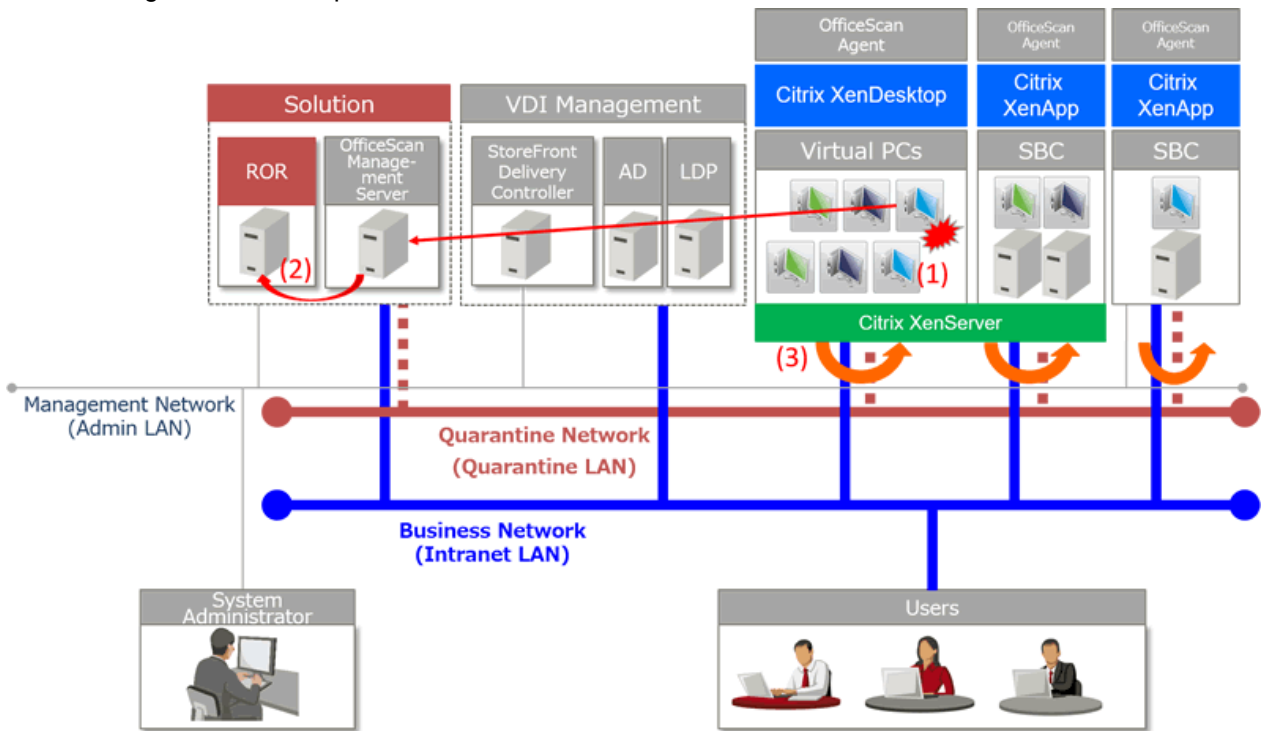 OfficeScan
Agent
OfficeScan
Agent
OfficeScan
Agent
Citrix XenDesktop
Citrix
XenApp
Citrix
XenApp
Solution
VDI Management
ROR
OfficeScan
Manage-
ment
Server
StoreFront
Delivery
Controller
AD
LDP
Virtual PCs
SBC
SBC
(1)
(2)
Citrix XenServer
(3)
Management Network
(Admin LAN)
Quarantine Network
(Quarantine LAN)
Business Network
(Intranet LAN)
System
Administrator
Users